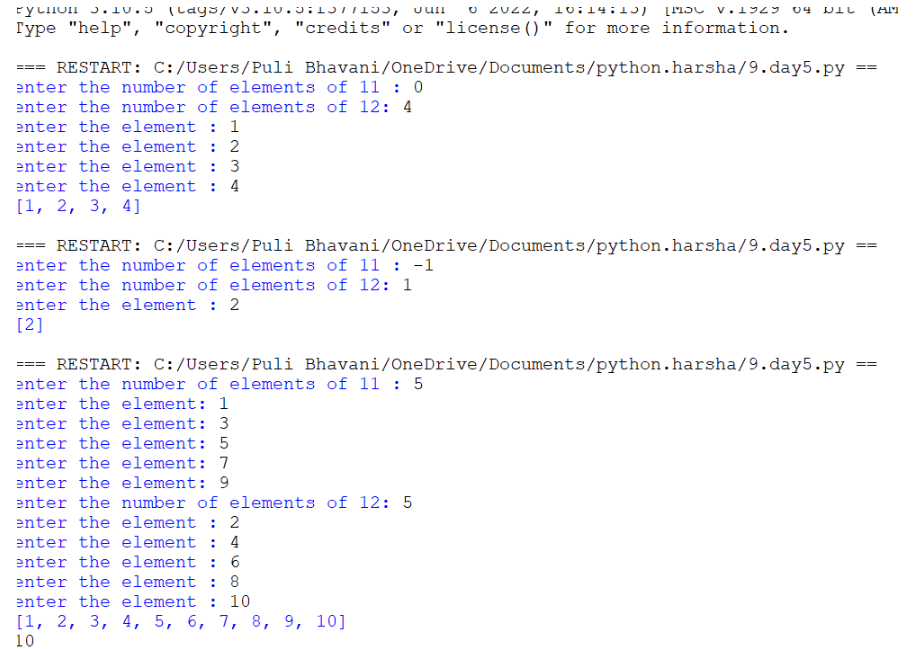 Python 3.10.5 (tags/v3.10.5:f377153, Jun  6 2022, 16:14:13) [MSC v.1929 64 bit (AM
Type "help", "copyright", "credits" or "license()" for more information.
=== RESTART: C:/Users/Puli Bhavani/OneDrive/Documents/python.harsha/9.day5.py ==
enter the number of elements of l1 : 0
enter the number of elements of l2: 4
enter the element : 1
enter the element : 2
enter the element : 3
enter the element : 4
[1, 2, 3, 4]
=== RESTART: C:/Users/Puli Bhavani/OneDrive/Documents/python.harsha/9.day5.py ==
enter the number of elements of l1 : -1
enter the number of elements of l2: 1
enter the element : 2
[2]
=== RESTART: C:/Users/Puli Bhavani/OneDrive/Documents/python.harsha/9.day5.py ==
enter the number of elements of l1 : 5
enter the element: 1
enter the element: 3
enter the element: 5
enter the element: 7
enter the element: 9
enter the number of elements of l2: 5
enter the element : 2
enter the element : 4
enter the element : 6
enter the element : 8
enter the element : 10
[1, 2, 3, 4, 5, 6, 7, 8, 9, 10]
10